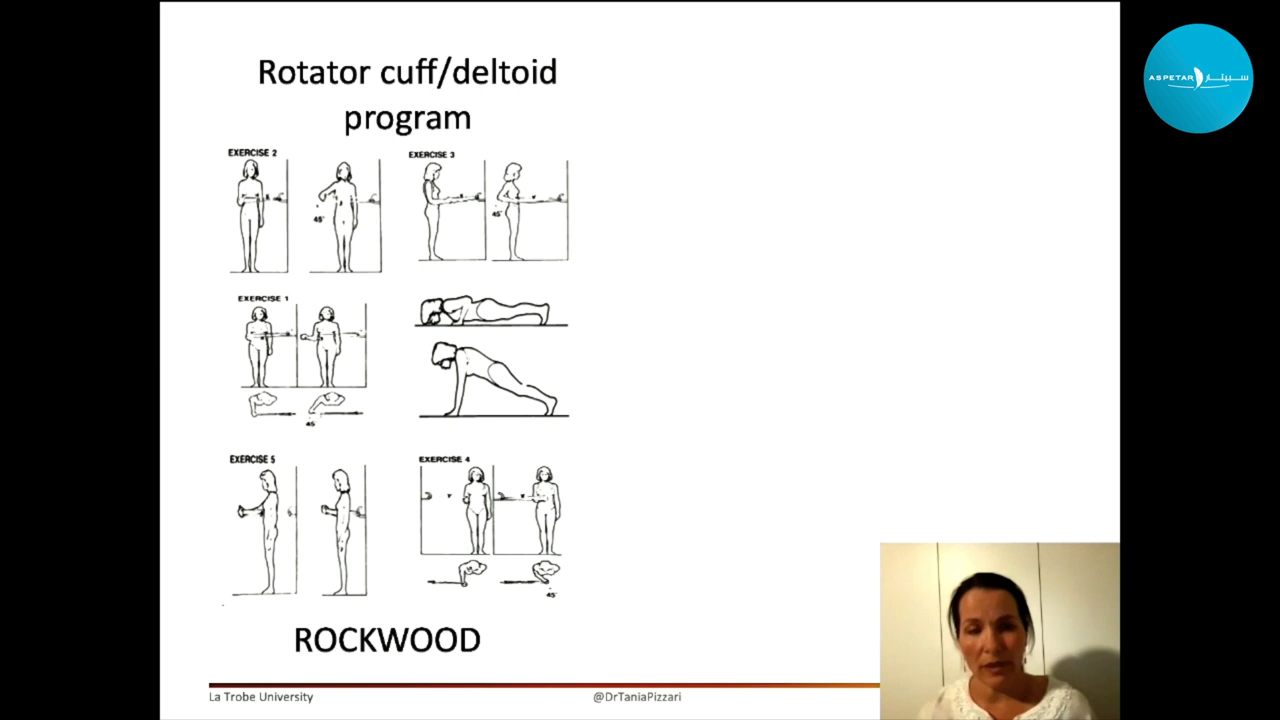 Rotator cuff/deltoid
program
EXERCISE 2
EXERCISE 3
45°
45°
EXERCISE 1
45
EXERCISE 5
EXERCISE 4
45°
ROCKWOOD
La Trobe University
@DrTaniaPizzari
ASPETAR سبيتار